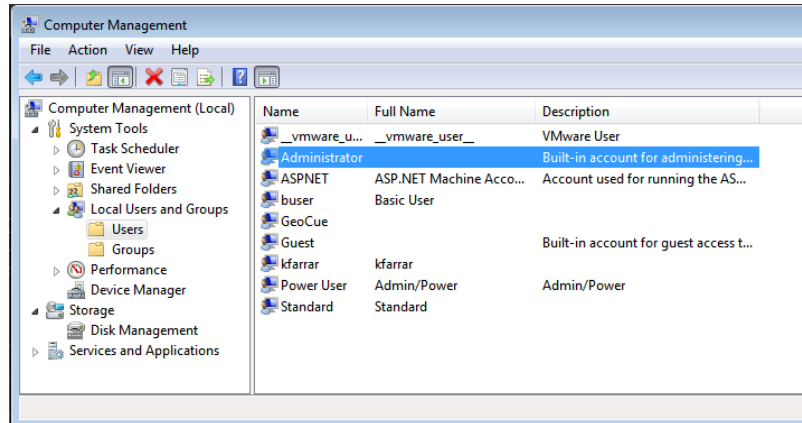 Computer Management
File Action View Help
Computer Management (Local)
System Tools
Task Scheduler
Event Viewer
Shared Folders
Local Users and Groups
Users
Groups
Performance
Device Manager
Storage
Disk Management
Services and Applications
Name Full Name Description
__vmware_u... __vmware_user__ VMware User
Administrator Built-in account for administering...
ASPNET ASP.NET Machine Acco... Account used for running the AS...
buser Basic User
GeoCue
Guest Built-in account for guest access t...
kfarrar kfarrar
Power User Admin/Power Admin/Power
Standard Standard